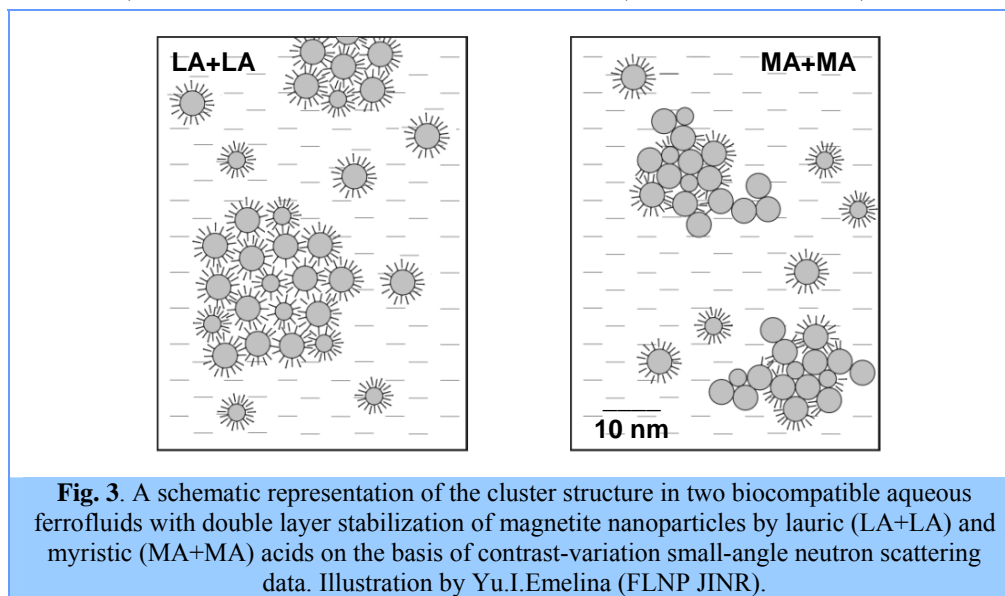 LA+LA
MA+MA
10 nm
Fig. 3. A schematic representation of the cluster structure in two biocompatible aqueous
ferrofluids with double layer stabilization of magnetite nanoparticles by lauric (LA+LA) and
myristic (MA+MA) acids on the basis of contrast-variation small-angle neutron scattering
data. Illustration by Yu.I.Emelina (FLNP JINR).